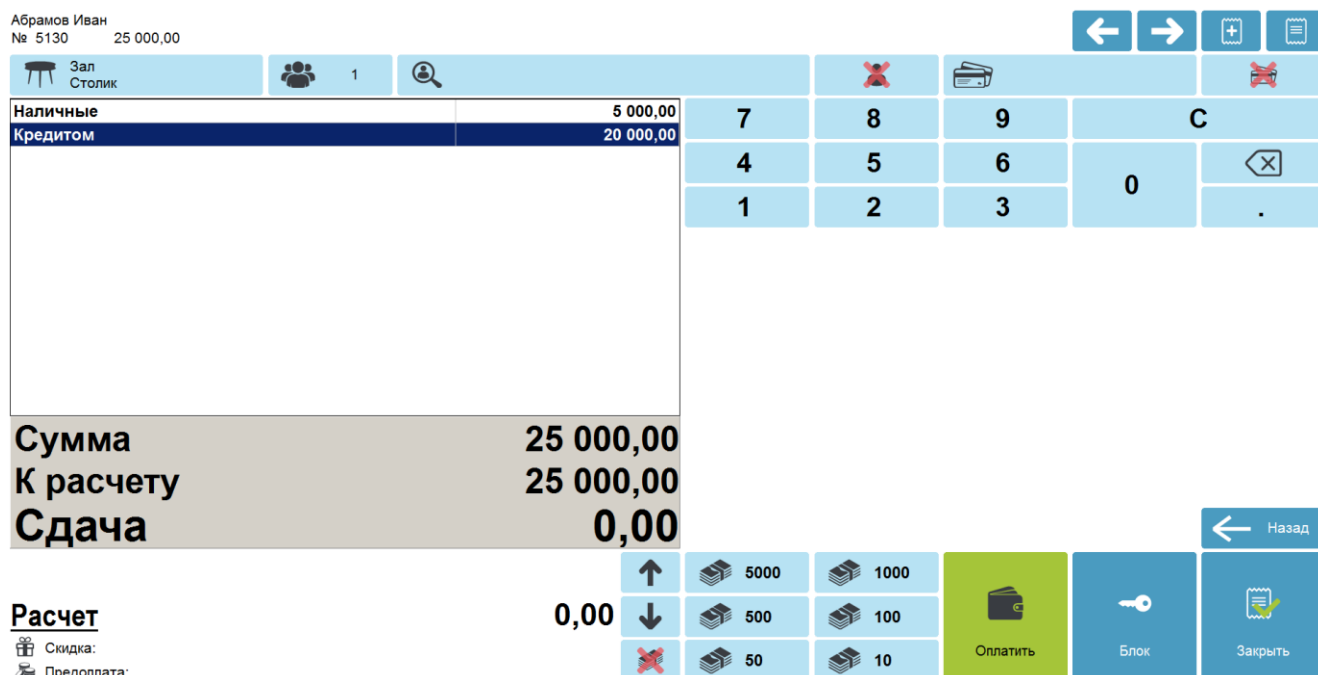 Абрамов Иван
№ 5130 25 000,00
Зал
Столик
1
Наличные 5 000,00
Кредитом 20 000,00
7 8 9 C
4 5 6
0
1 2 3 .
Сумма 25 000,00
К расчету 25 000,00
Сдача 0,00
Назад
5000 1000
Расчет 0,00
500 100
Скидка:
50 10
Оплатить Блок Закрыть
Предоплата: